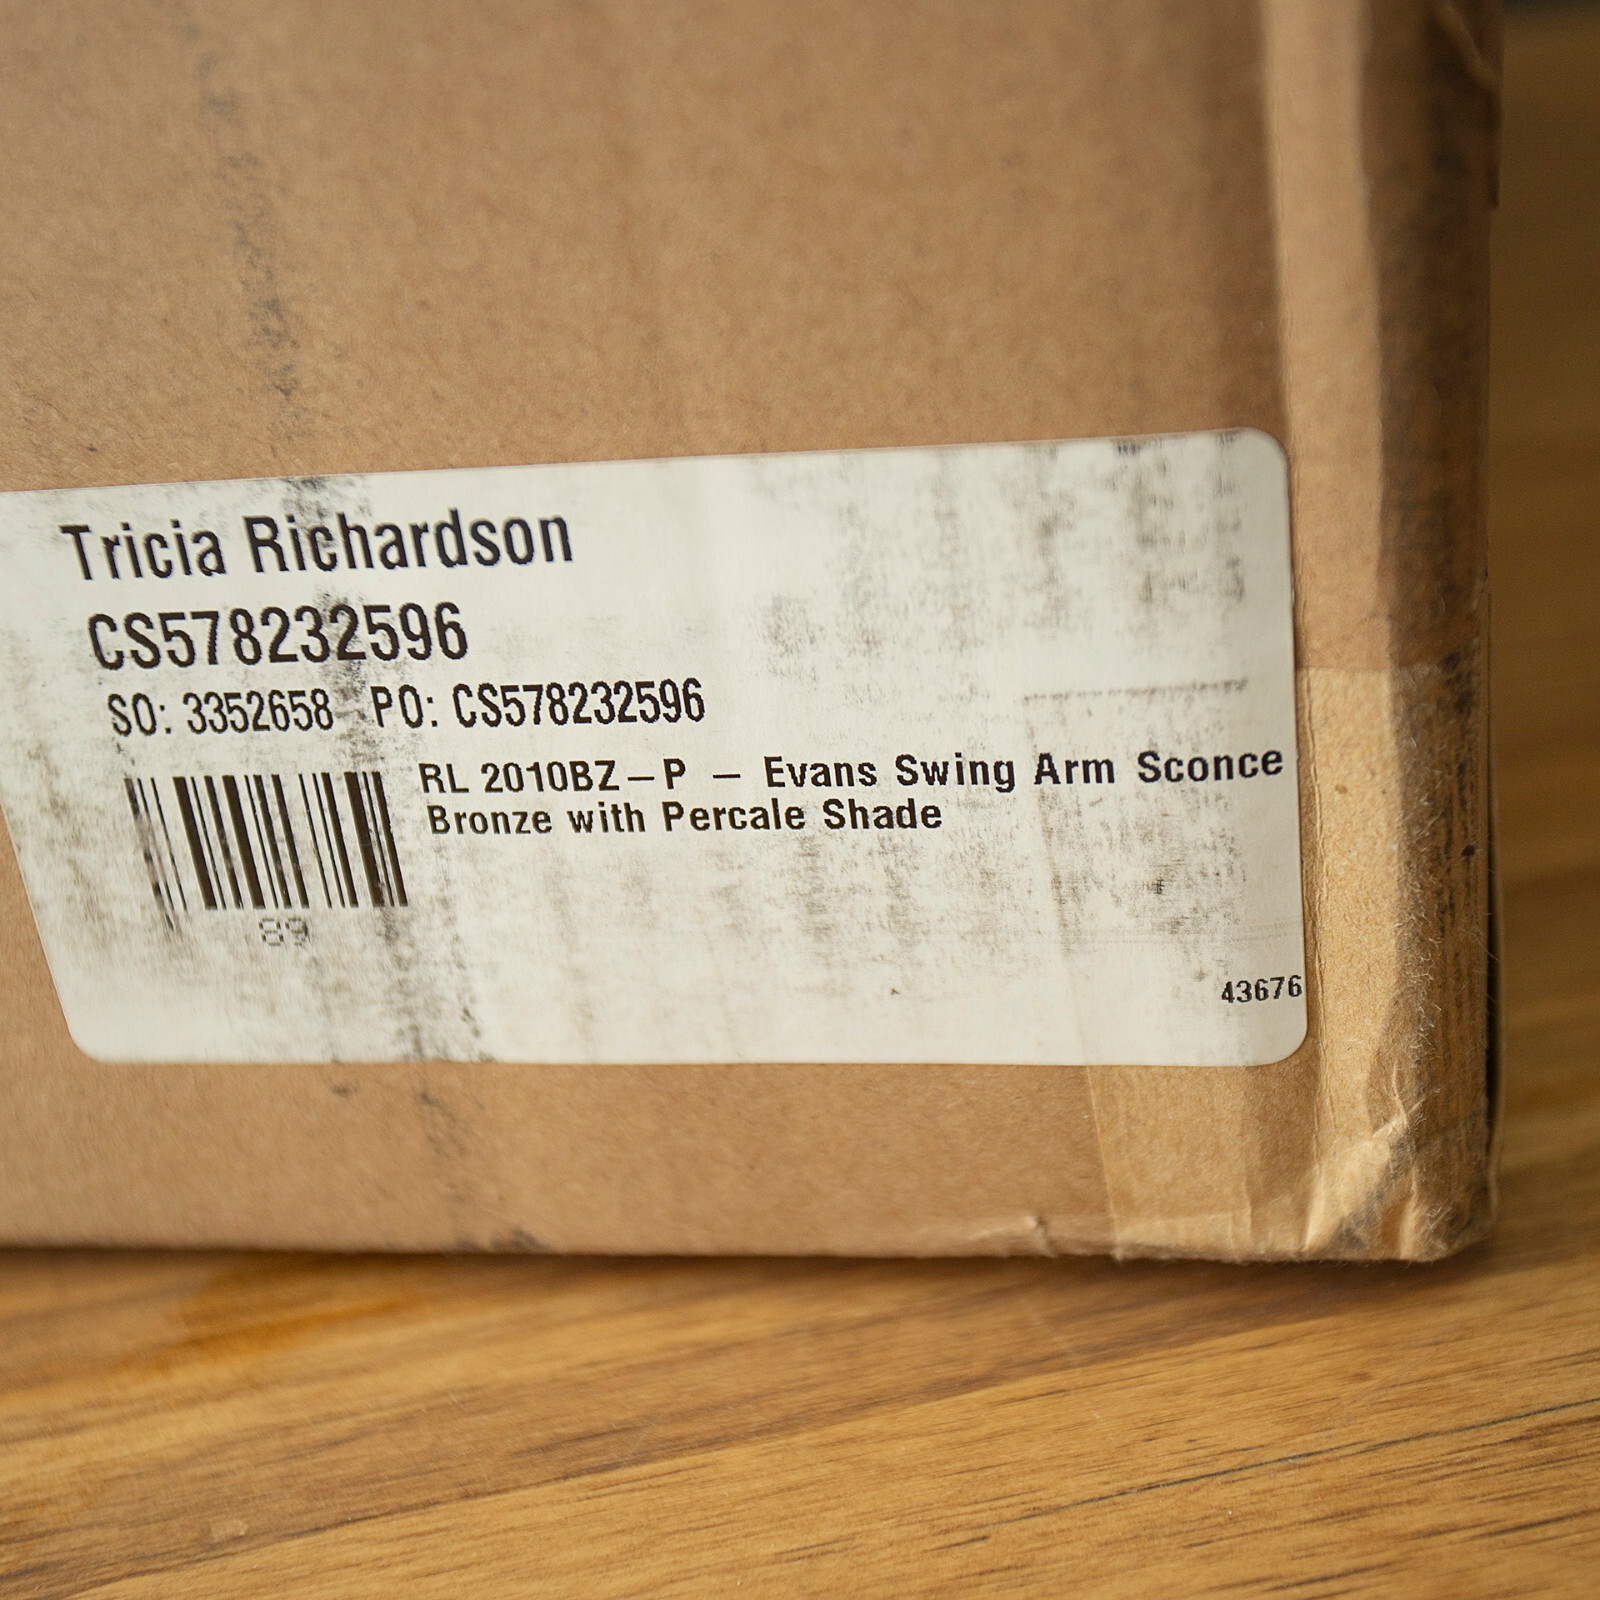 Tricia Richardson
CS578232596
SO: 3352658 PO: CS578232596
RL 2010BZ-P - Evans Swing Arm Sconce
Bronze with Percale Shade
89
43676